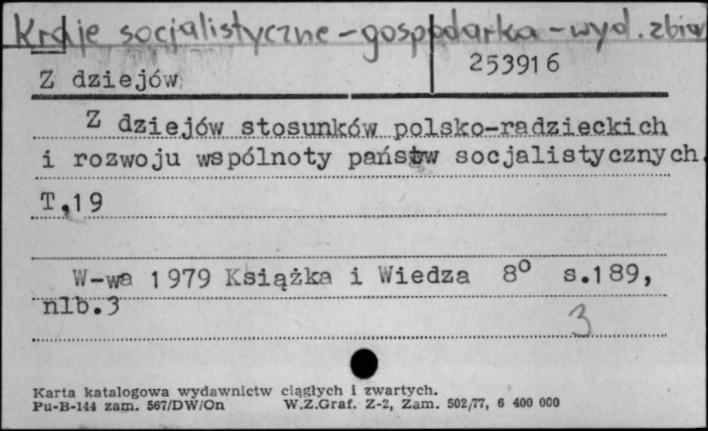 Kraje socjalistyczne - gospodarka - wyd. zbior
253916
Z dziejów
Z dziejów stosunków polsko-radzieckich
i rozwoju wspólnoty państw socjalistycznych.
T.19
W-wa 1979 Książka i Wiedza 8° s.189,
nlb.3
3
Karta katalogowa wydawnictw ciągłych i zwartych.
Pu-B-144 zam. 567/DW/On W.Z.Graf. Z-2, Zam. 502/77, 6 400 000